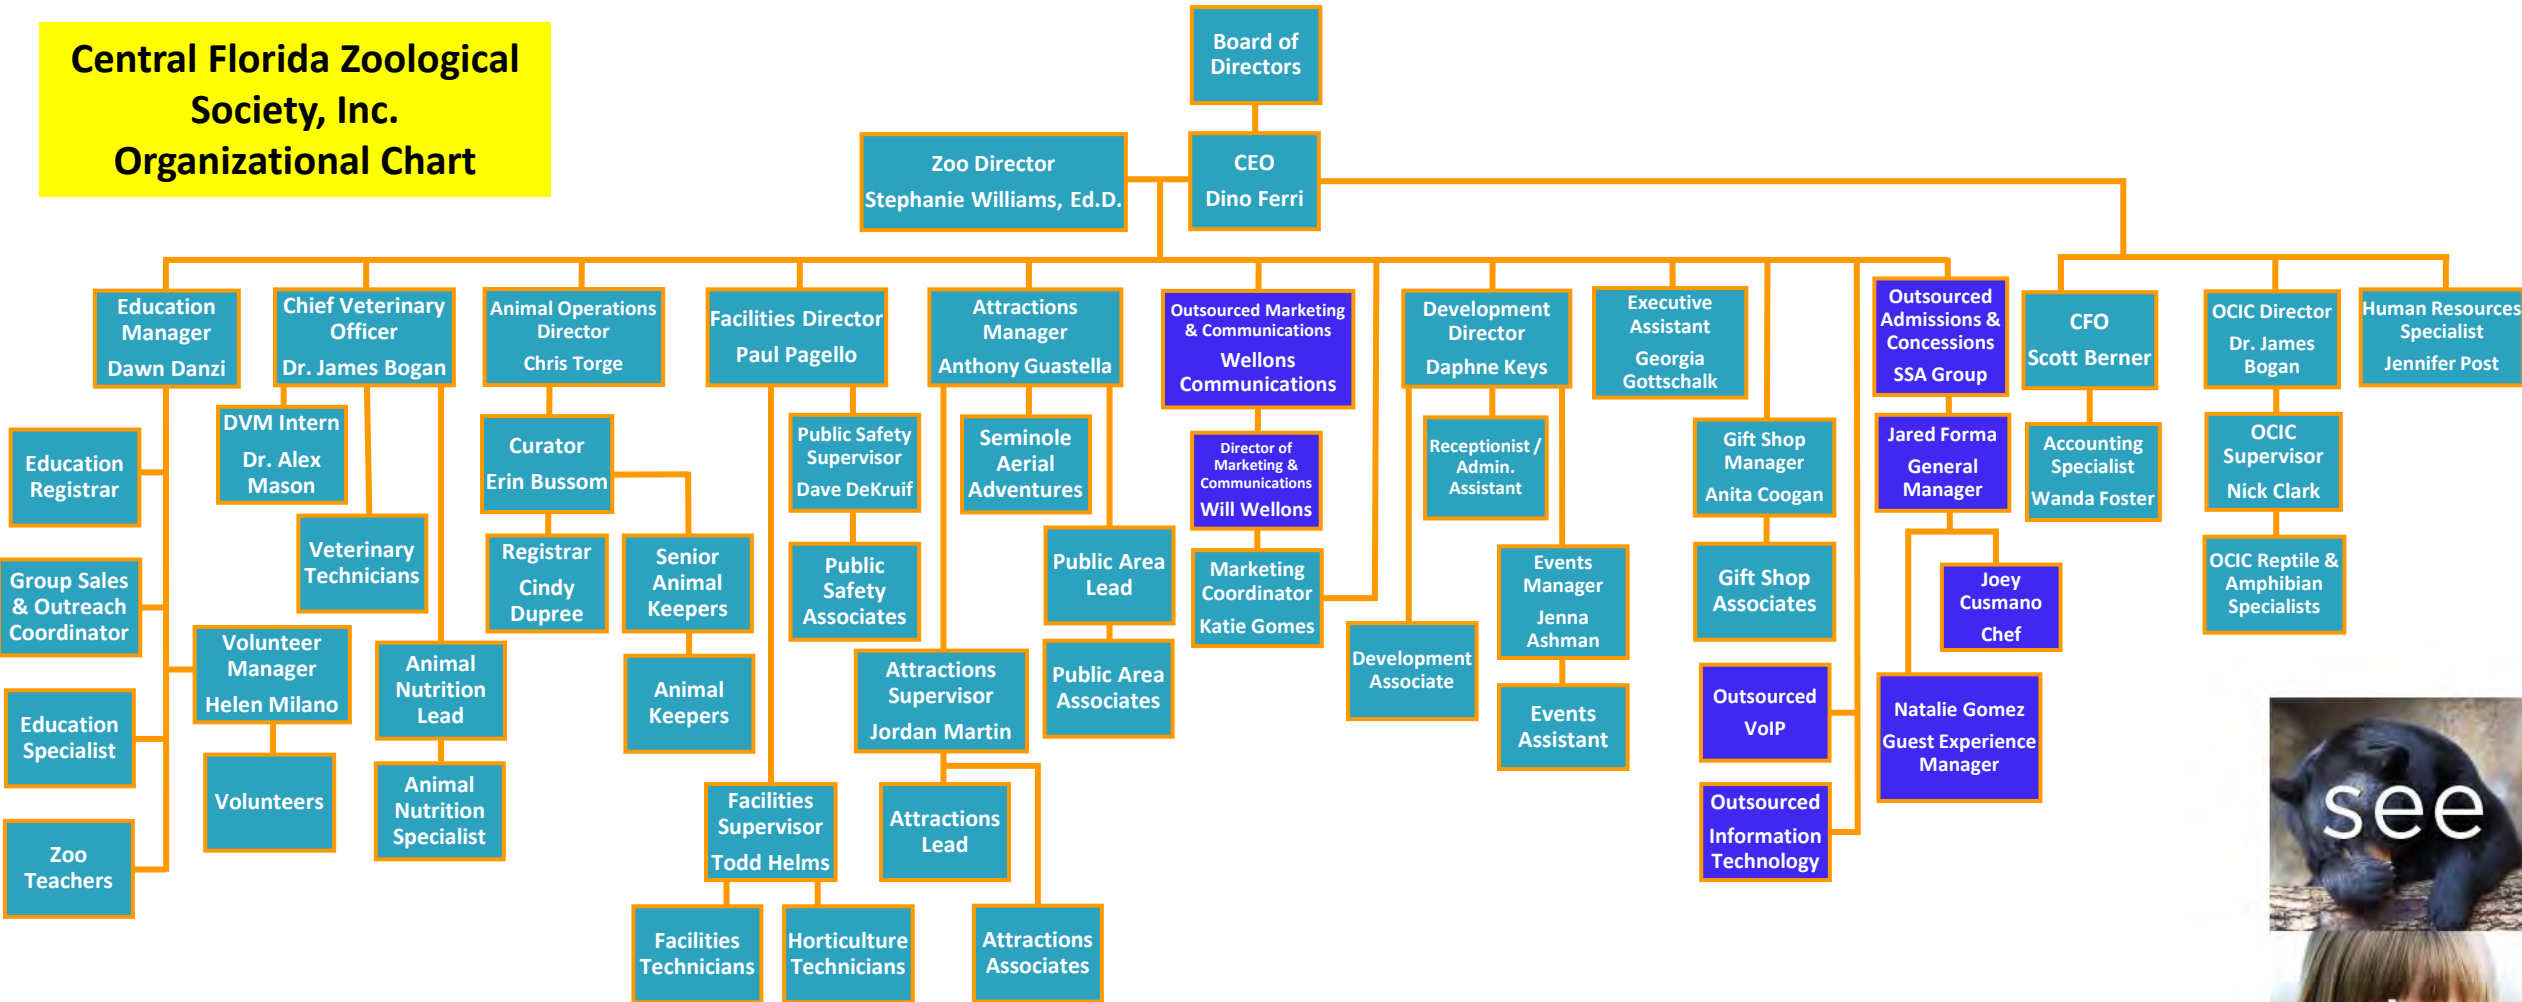 Central Florida Zoological
Society, Inc.
Organizational Chart
Board of
Directors
Zoo Director
Stephanie Williams, Ed.D.
CEO
Dino Ferri
Education
Manager
Dawn Danzi
Chief Veterinary
Officer
Dr. James Bogan
Animal Operations
Director
Chris Torge
Facilities Director
Paul Pagello
Attractions
Manager
Anthony Guastella
Outsourced Marketing
& Communications
Wellons
Communications
Development
Director
Daphne Keys
Executive
Assistant
Georgia
Gottschalk
Outsourced
Admissions &
Concessions
SSA Group
CFO
Scott Berner
OCIC Director
Dr. James
Bogan
Human Resources
Specialist
Jennifer Post
Education
Registrar
DVM Intern
Dr. Alex
Mason
Curator
Erin Bussom
Public Safety
Supervisor
Dave DeKruif
Seminole
Aerial
Adventures
Director of
Marketing &
Communications
Will Wellons
Receptionist /
Admin.
Assistant
Gift Shop
Manager
Anita Coogan
Jared Forma
General
Manager
Accounting
Specialist
Wanda Foster
OCIC
Supervisor
Nick Clark
Group Sales
& Outreach
Coordinator
Veterinary
Technicians
Registrar
Cindy
Dupree
Senior
Animal
Keepers
Public
Safety
Associates
Public Area
Lead
Marketing
Coordinator
Katie Gomes
Events
Manager
Jenna
Ashman
Gift Shop
Associates
Joey
Cusmano
Chef
OCIC Reptile &
Amphibian
Specialists
Volunteer
Manager
Helen Milano
Animal
Nutrition
Lead
Animal
Keepers
Attractions
Supervisor
Jordan Martin
Public Area
Associates
Development
Associate
Education
Specialist
Events
Assistant
Outsourced
VoIP
Natalie Gomez
Guest Experience
Manager
Volunteers
Animal
Nutrition
Specialist
Facilities
Supervisor
Todd Helms
Attractions
Lead
Outsourced
Information
Technology
Zoo
Teachers
Facilities
Technicians
Horticulture
Technicians
Attractions
Associates
see